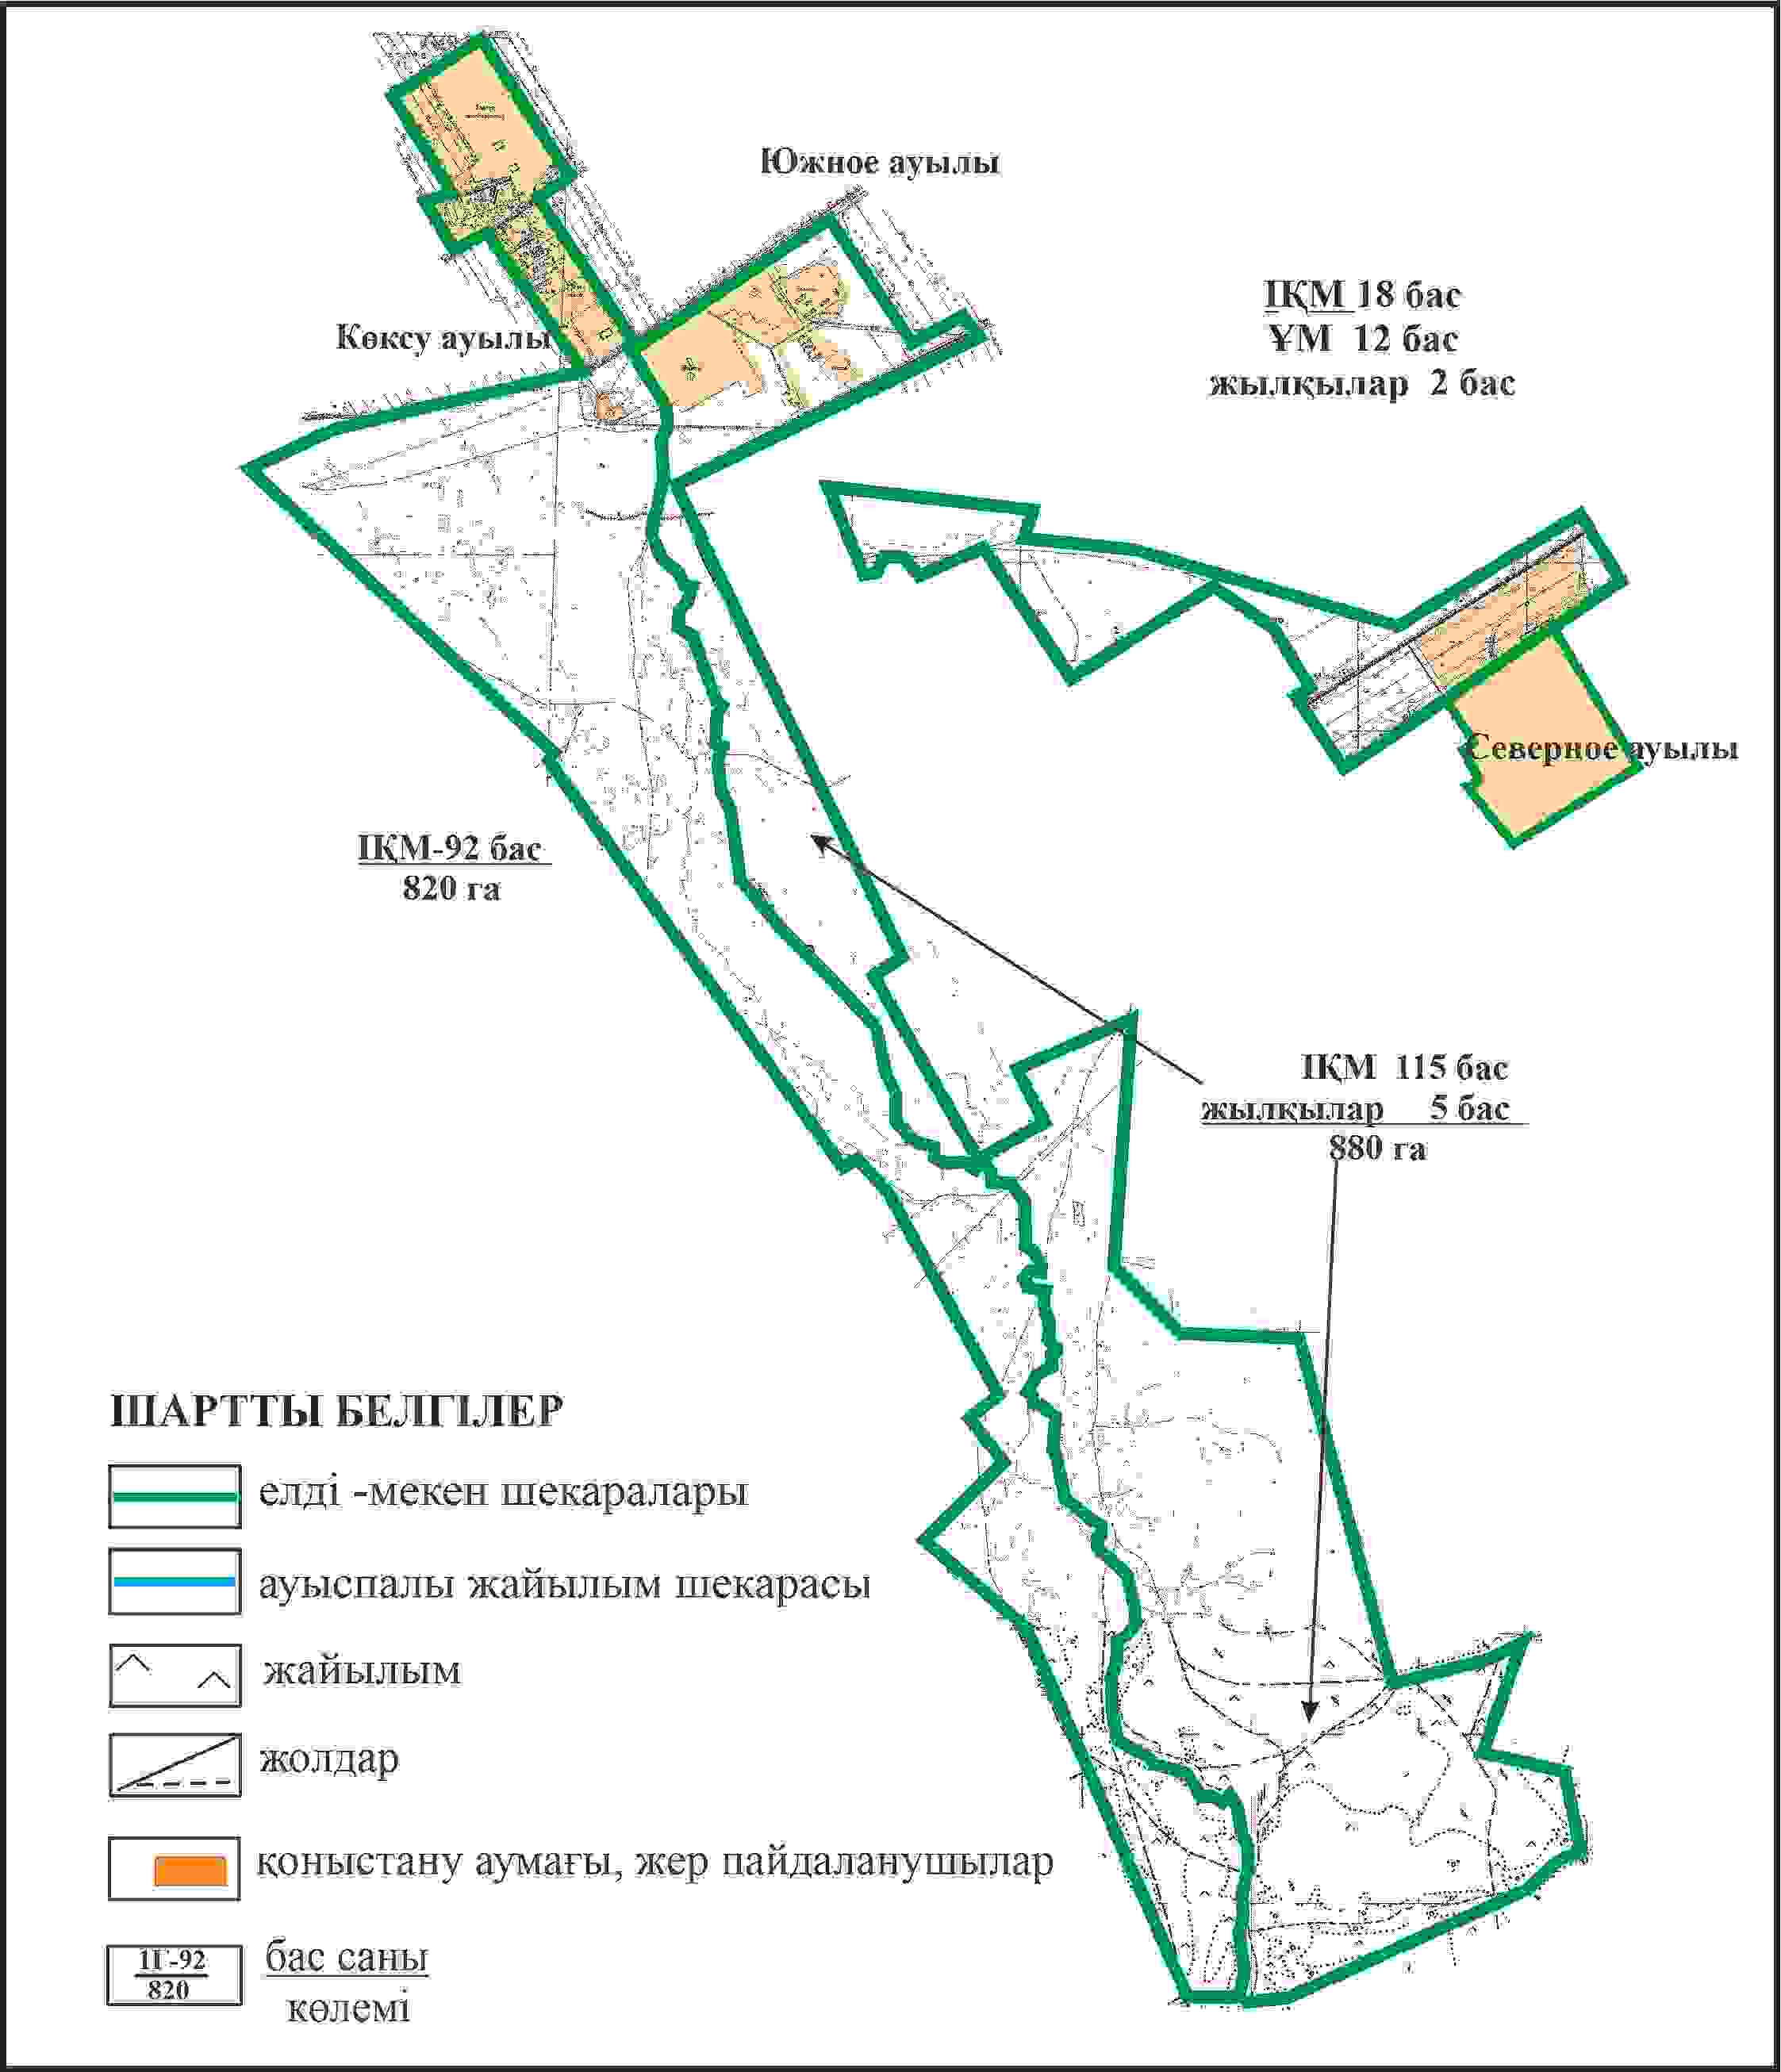 Южное ауылы
ІҚМ 18 бас
ҰМ 12 бас
жылқылар 2 бас
Көксу ауылы
Северное ауылы
ІҚМ-92 бас
820 га
ІҚМ 115 бас
жылқылар 5 бас
880 га
ШАРТТЫ БЕЛГІЛЕР
елді -мекен шекаралары
ауыспалы жайылым шекарасы
жайылым
жолдар
қоныстану аумағы, жер пайдаланушылар
1Г-92
820
бас саны
көлемі